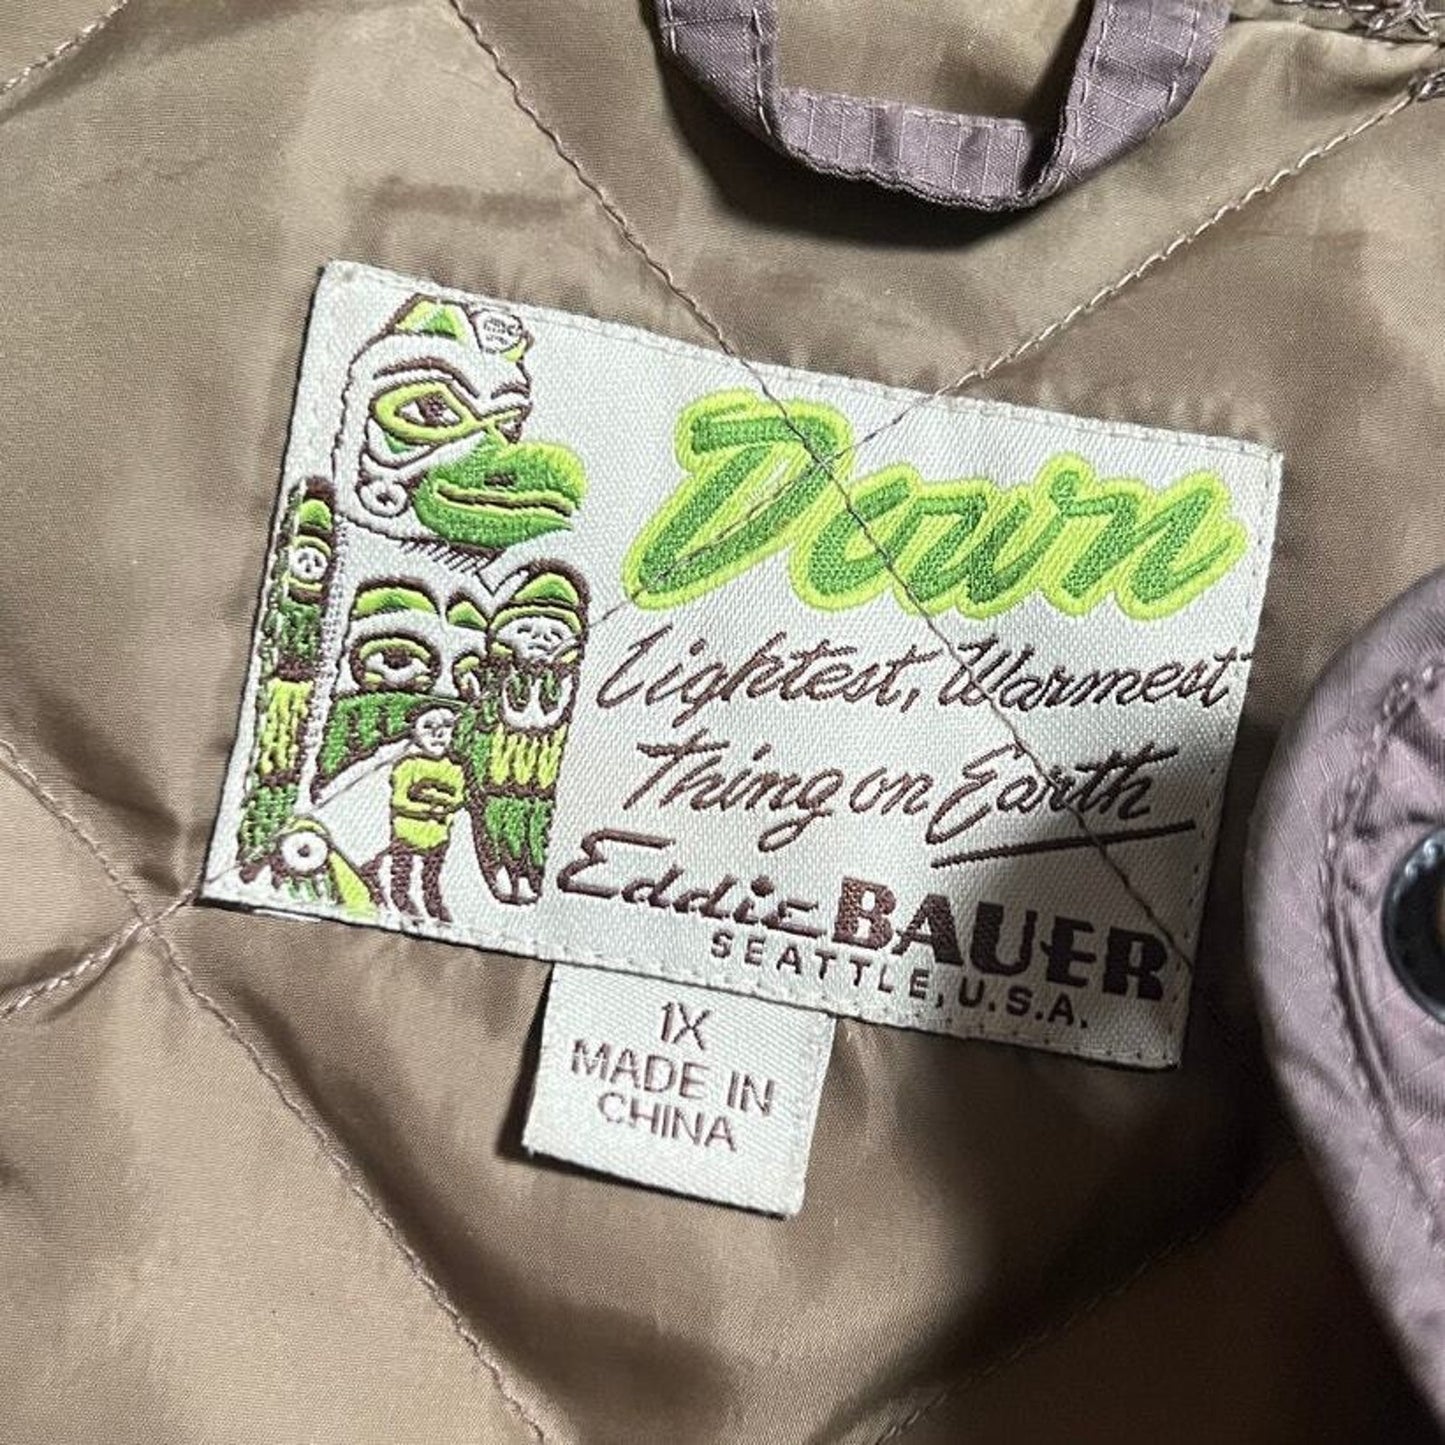 Down
Lightest, Warmest
Thing on Earth
Eddie BAUER
SEATTLE, U.S.A.
1X
MADE IN
CHINA